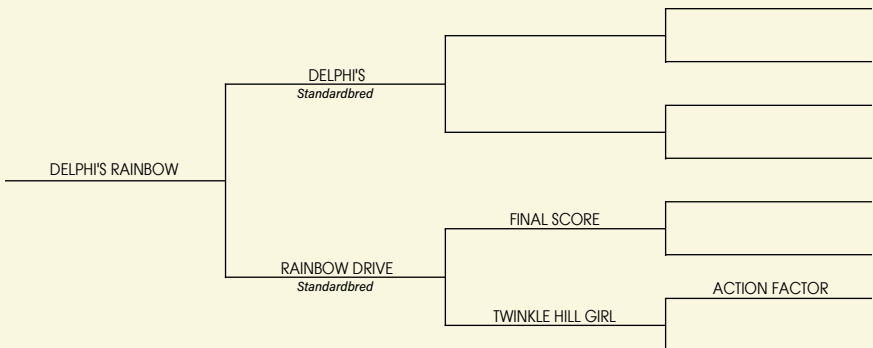 DELPHI'S
Standardbred
DELPHI'S RAINBOW
FINAL SCORE
RAINBOW DRIVE
Standardbred
ACTION FACTOR
TWINKLE HILL GIRL